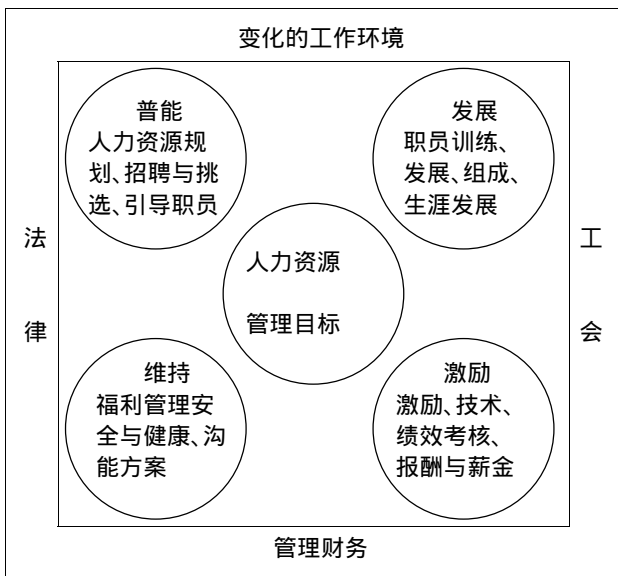 变化的工作环境
普能
人力资源规
划、招聘与挑
选、引导职员
发展
职员训练、
发展、组成、
生涯发展
法
律
人力资源
管理目标
工
会
维持
福利管理安
全与健康、沟
能方案
激励
激励、技术、
绩效考核、
报酬与薪金
管理财务